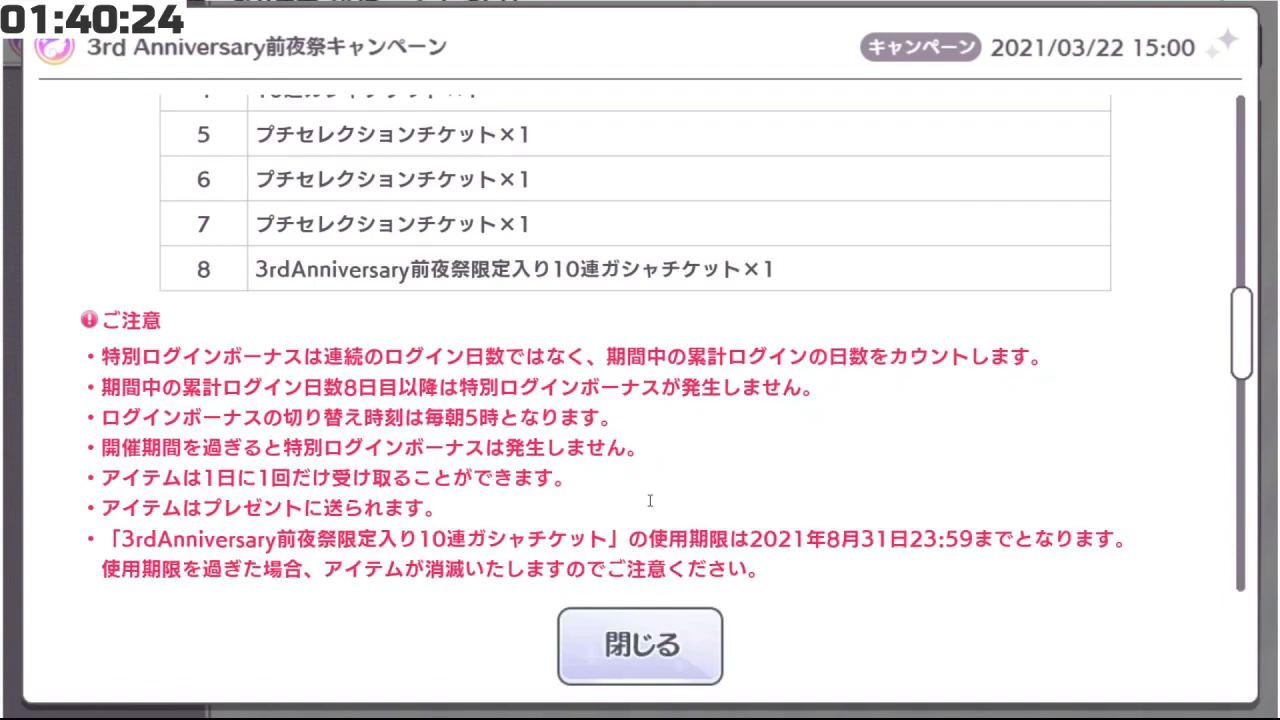 01:40:24
3rd Anniversary前夜祭キャンペーン
キャンペーン 2021/03/22 15:00
5 プチセレクションチケット×1
6 プチセレクションチケット×1
7 プチセレクションチケット×1
8 3rdAnniversary前夜祭限定入り10連ガシャチケット×1
ご注意
・特別ログインボーナスは連続のログイン日数ではなく、期間中の累計ログインの日数をカウントします。
・期間中の累計ログイン日数8日目以降は特別ログインボーナスが発生しません。
・ログインボーナスの切り替え時刻は毎朝5時となります。
・開催期間を過ぎると特別ログインボーナスは発生しません。
・アイテムは1日に1回だけ受け取ることができます。
・アイテムはプレゼントに送られます。
・「3rdAnniversary前夜祭限定入り10連ガシャチケット」の使用期限は2021年8月31日23:59までとなります。
使用期限を過ぎた場合、アイテムが消滅いたしますのでご注意ください。
閉じる